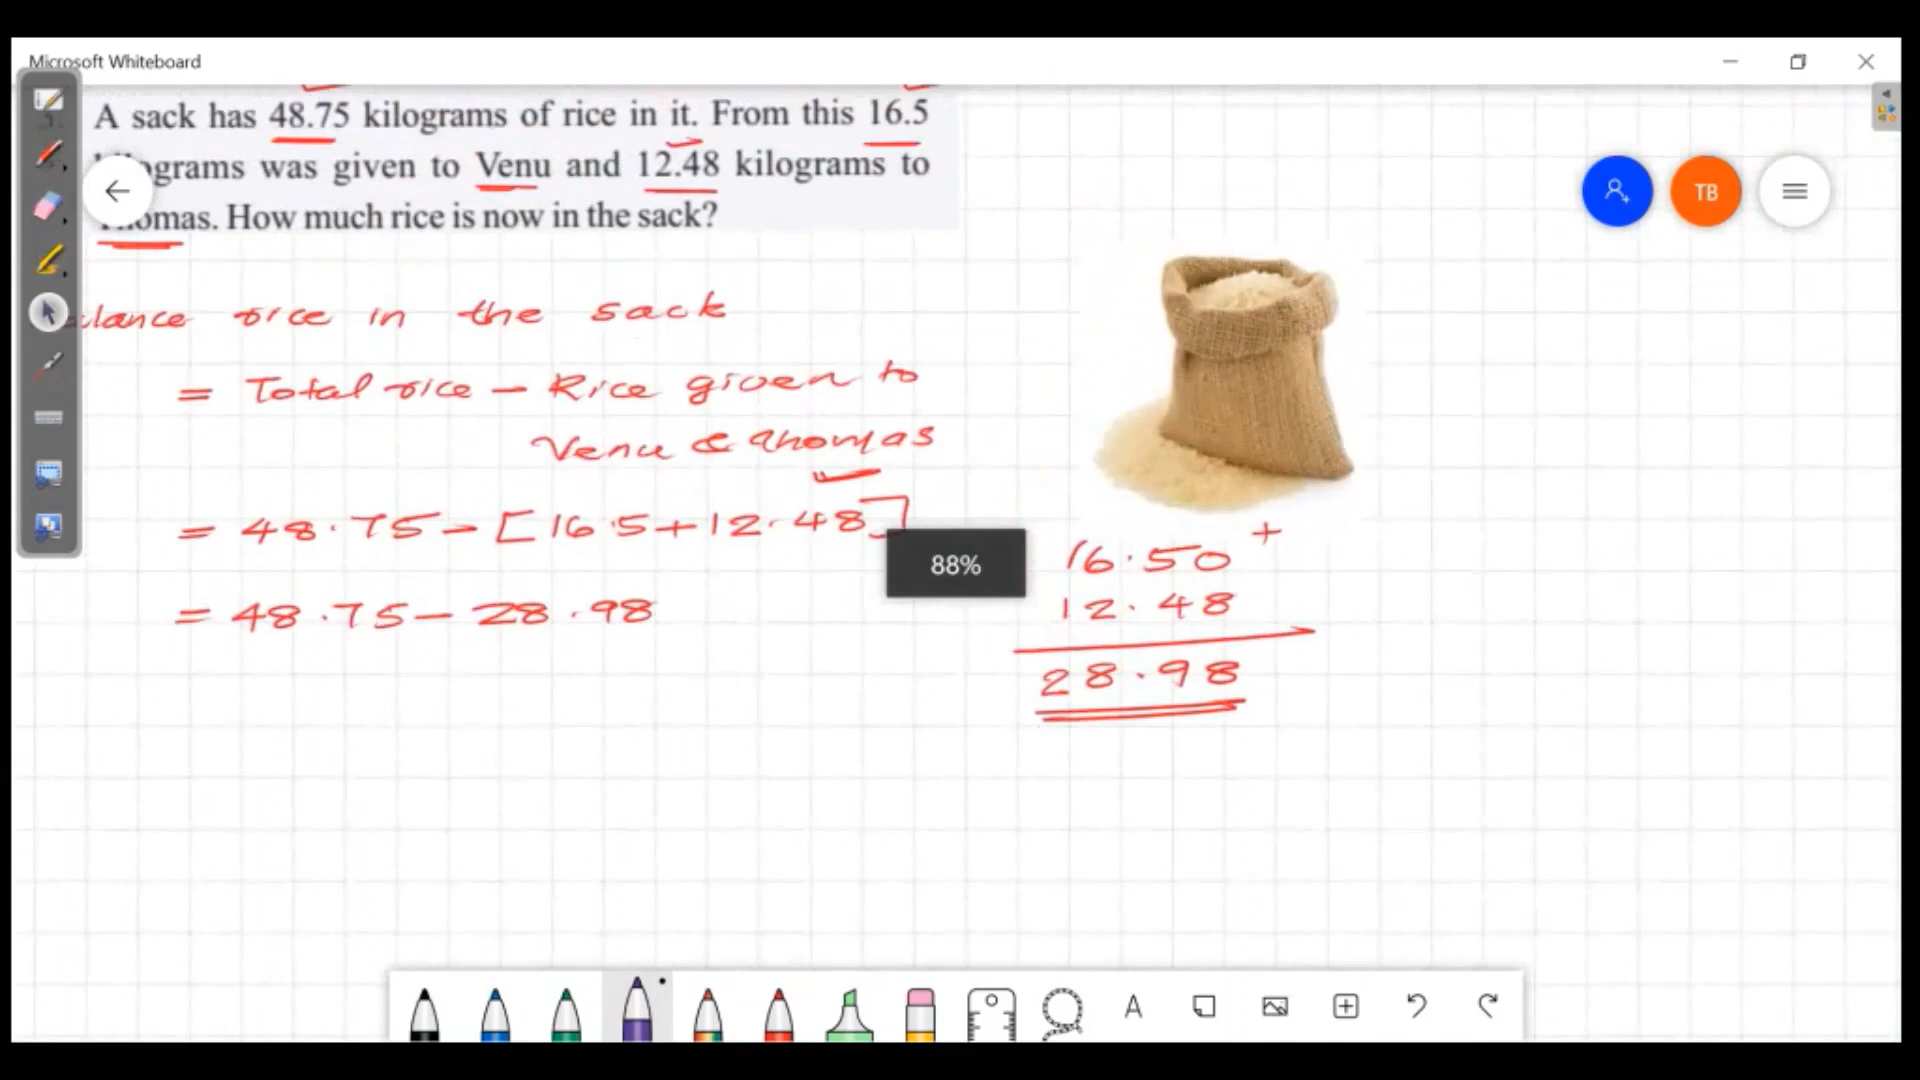 Microsoft Whiteboard
A sack has 48.75 kilograms of rice in it. From this 16.5
ograms was given to Venu and 12.48 kilograms to
omas. How much rice is now in the sack?
TB
lance rice in the sack
= Total rice - Rice given to
Venu & Thomas
= 48.75 - [16.5 + 12.48]
= 48.75 - 28.98
88%
16.50 +
12.48
28.98
A